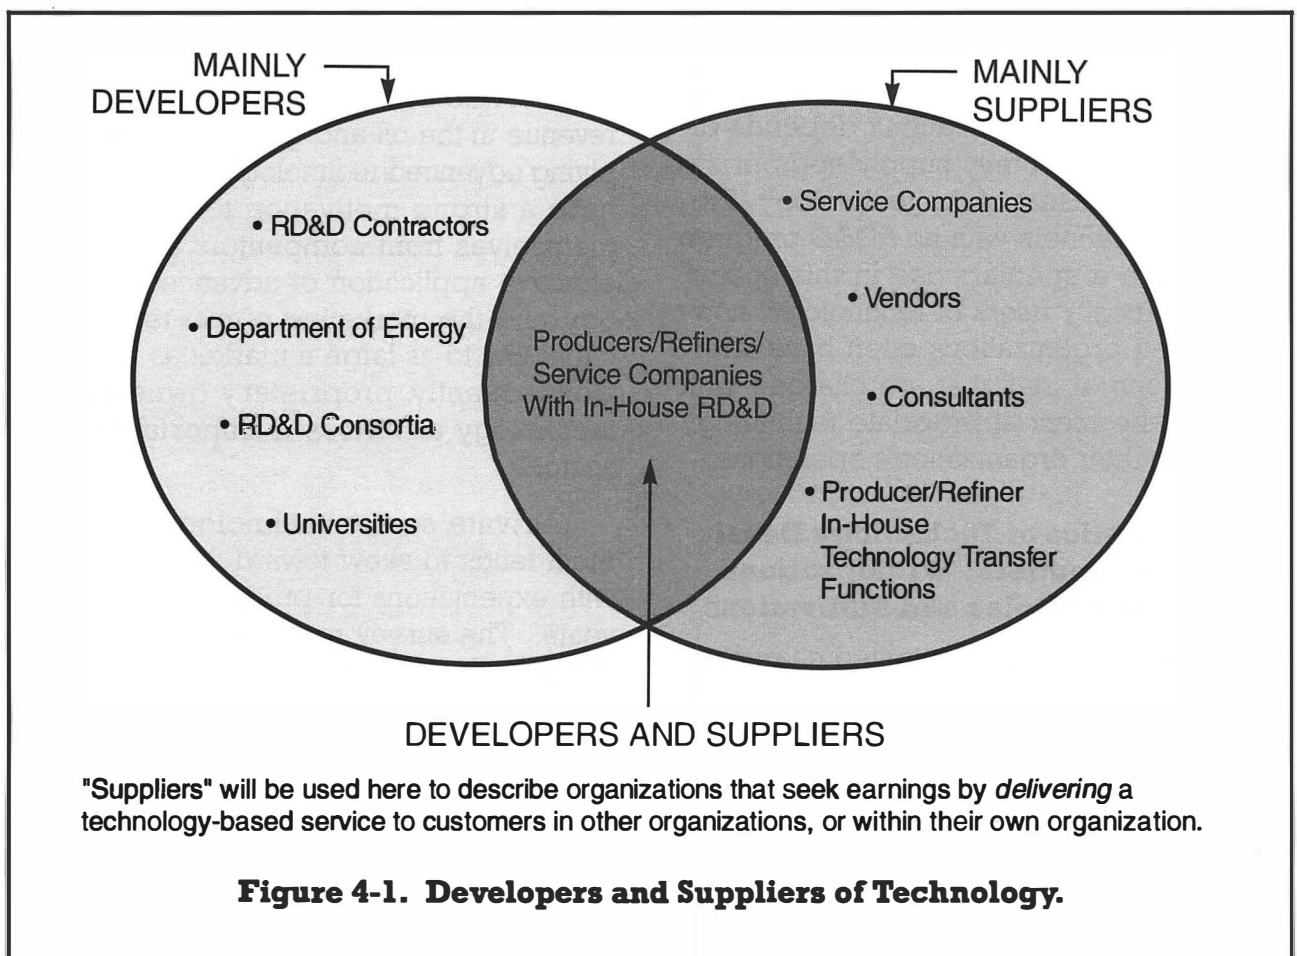 MAINLY
DEVELOPERS
MAINLY
SUPPLIERS
• RD&D Contractors
• Department of Energy
• RD&D Consortia
• Universities
Producers/Refiners/
Service Companies
With In-House RD&D
• Service Companies
• Vendors
• Consultants
• Producer/Refiner
In-House
Technology Transfer
Functions
DEVELOPERS AND SUPPLIERS
"Suppliers" will be used here to describe organizations that seek earnings by delivering a
technology-based service to customers in other organizations, or within their own organization.
Figure 4-1. Developers and Suppliers of Technology.